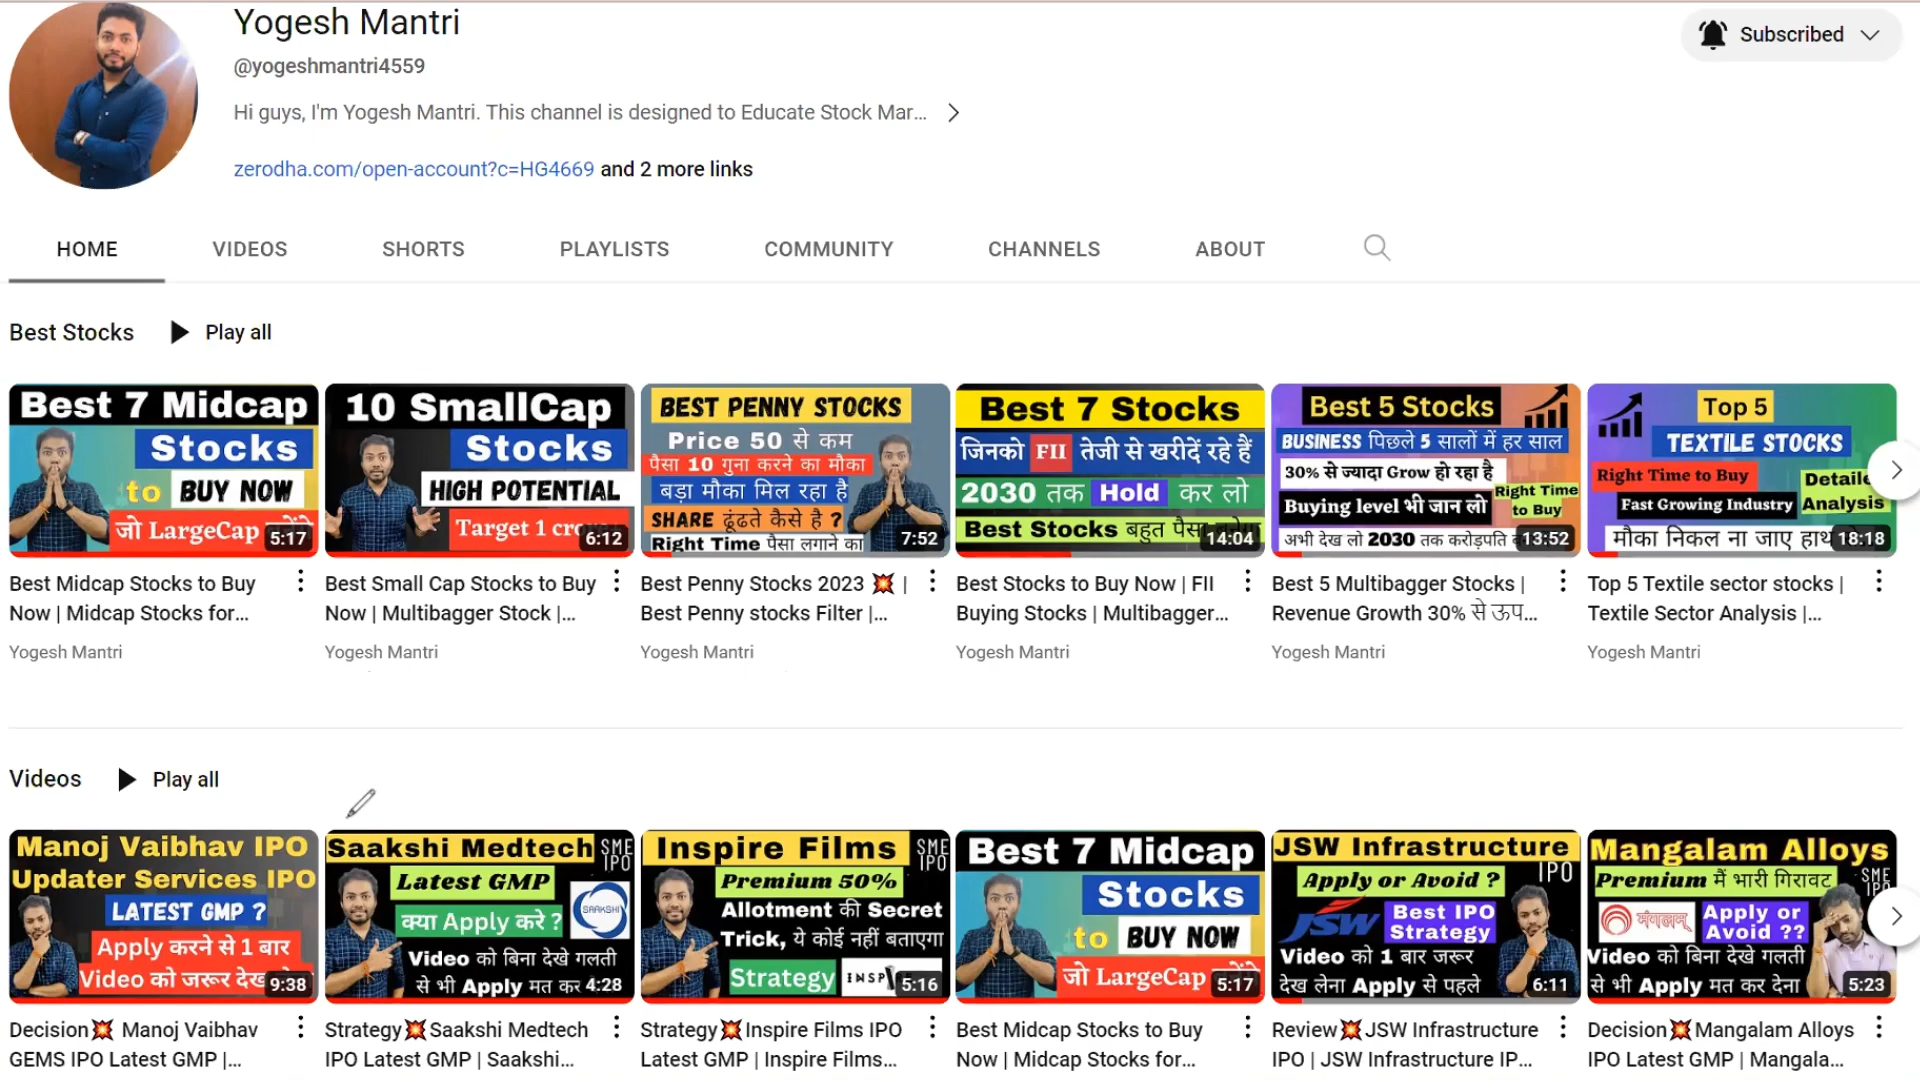 Yogesh Mantri
@yogeshmantri4559
Subscribed
Hi guys, I'm Yogesh Mantri. This channel is designed to Educate Stock Mar...
zerodha.com/open-account?c=HG4669 and 2 more links
HOME VIDEOS SHORTS PLAYLISTS COMMUNITY CHANNELS ABOUT
Best Stocks Play all
Best 7 Midcap
Stocks
to BUY NOW
जो LargeCap
5:17
10 SmallCap
Stocks
HIGH POTENTIAL
Target 1
6:12
BEST PENNY STOCKS
Price 50 से कम
पैसा 10 गुना करने का मौका
बड़ा मौका मिल रहा है
SHARE ढूंढते कैसे है ?
Right Time पैसा लगाने का
7:52
Best 7 Stocks
जिनको FII तेजी से खरीदें रहे हैं
2030 तक Hold कर लो
Best Stocks बहुत
14:04
Best 5 Stocks
BUSINESS पिछले 5 सालों में हर साल
30% से ज्यादा Grow हो रहा है
Buying level भी जान लो
Right Time
to Buy
अभी देख लो 2030 तक करोड़पति
13:52
Top 5
TEXTILE STOCKS
Right Time to Buy
Fast Growing Industry
Analysis
मौका निकल ना जाए
18:18
Best Midcap Stocks to Buy
Now | Midcap Stocks for...
Yogesh Mantri
Best Small Cap Stocks to Buy
Now | Multibagger Stock |...
Yogesh Mantri
Best Penny Stocks 2023 💥 |
Best Penny stocks Filter |...
Yogesh Mantri
Best Stocks to Buy Now | FII
Buying Stocks | Multibagger...
Yogesh Mantri
Best 5 Multibagger Stocks |
Revenue Growth 30% से ऊप...
Yogesh Mantri
Top 5 Textile sector stocks |
Textile Sector Analysis |...
Yogesh Mantri
Videos Play all
Manoj Vaibhav IPO
Updater Services IPO
LATEST GMP ?
Apply करने से 1 बार
Video को जरूर
9:38
Saakshi Medtech
SME
IPO
Latest GMP
क्या Apply करे ?
SAAKSHI
Video को बिना देखे गलती
से भी Apply मत कर
4:28
Inspire Films
SME
IPO
Premium 50%
Allotment की Secret
Trick, ये कोई नहीं बताएगा
Strategy
5:16
Best 7 Midcap
Stocks
to BUY NOW
जो LargeCap
5:17
JSW Infrastructure
IPO
Apply or Avoid ?
JSW
Best IPO
Strategy
Video को 1 बार जरूर
देख लेना Apply से पहले
6:11
Mangalam Alloys
Premium में भारी गिरावट
SME
Apply or
Avoid ??
Video को बिना देखे गलती
से भी Apply मत कर देना
5:23
Decision💥 Manoj Vaibhav
GEMS IPO Latest GMP |...
Strategy💥Saakshi Medtech
IPO Latest GMP | Saakshi...
Strategy💥Inspire Films IPO
Latest GMP | Inspire Films...
Best Midcap Stocks to Buy
Now | Midcap Stocks for...
Review💥JSW Infrastructure
IPO | JSW Infrastructure IP...
Decision💥Mangalam Alloys
IPO Latest GMP | Mangala...